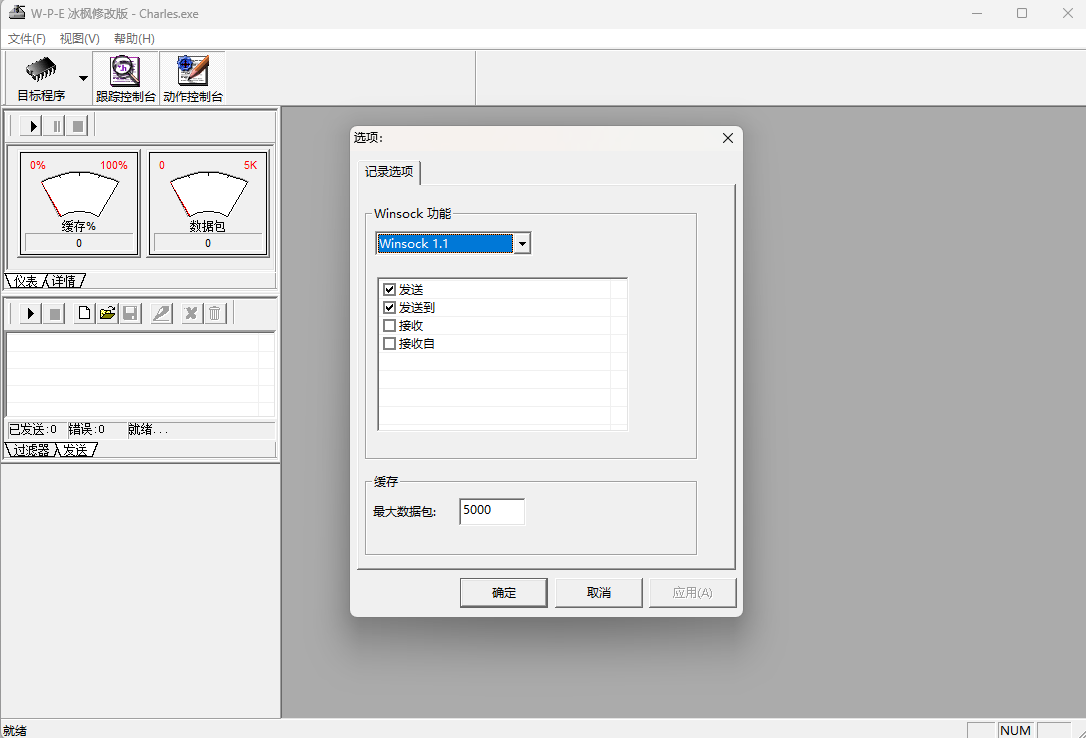 W-P-E 冰枫修改版 - Charles.exe
文件(F) 视图(V) 帮助(H)
目标程序
跟踪控制台
动作控制台
0% 100%
缓存%
0
0 5K
数据包
0
仪表 详情
已发送:0 错误:0 就绪...
过滤器 发送
选项:
记录选项
Winsock 功能
Winsock 1.1
发送
发送到
接收
接收自
缓存
最大数据包: 5000
确定 取消 应用(A)
就绪 NUM